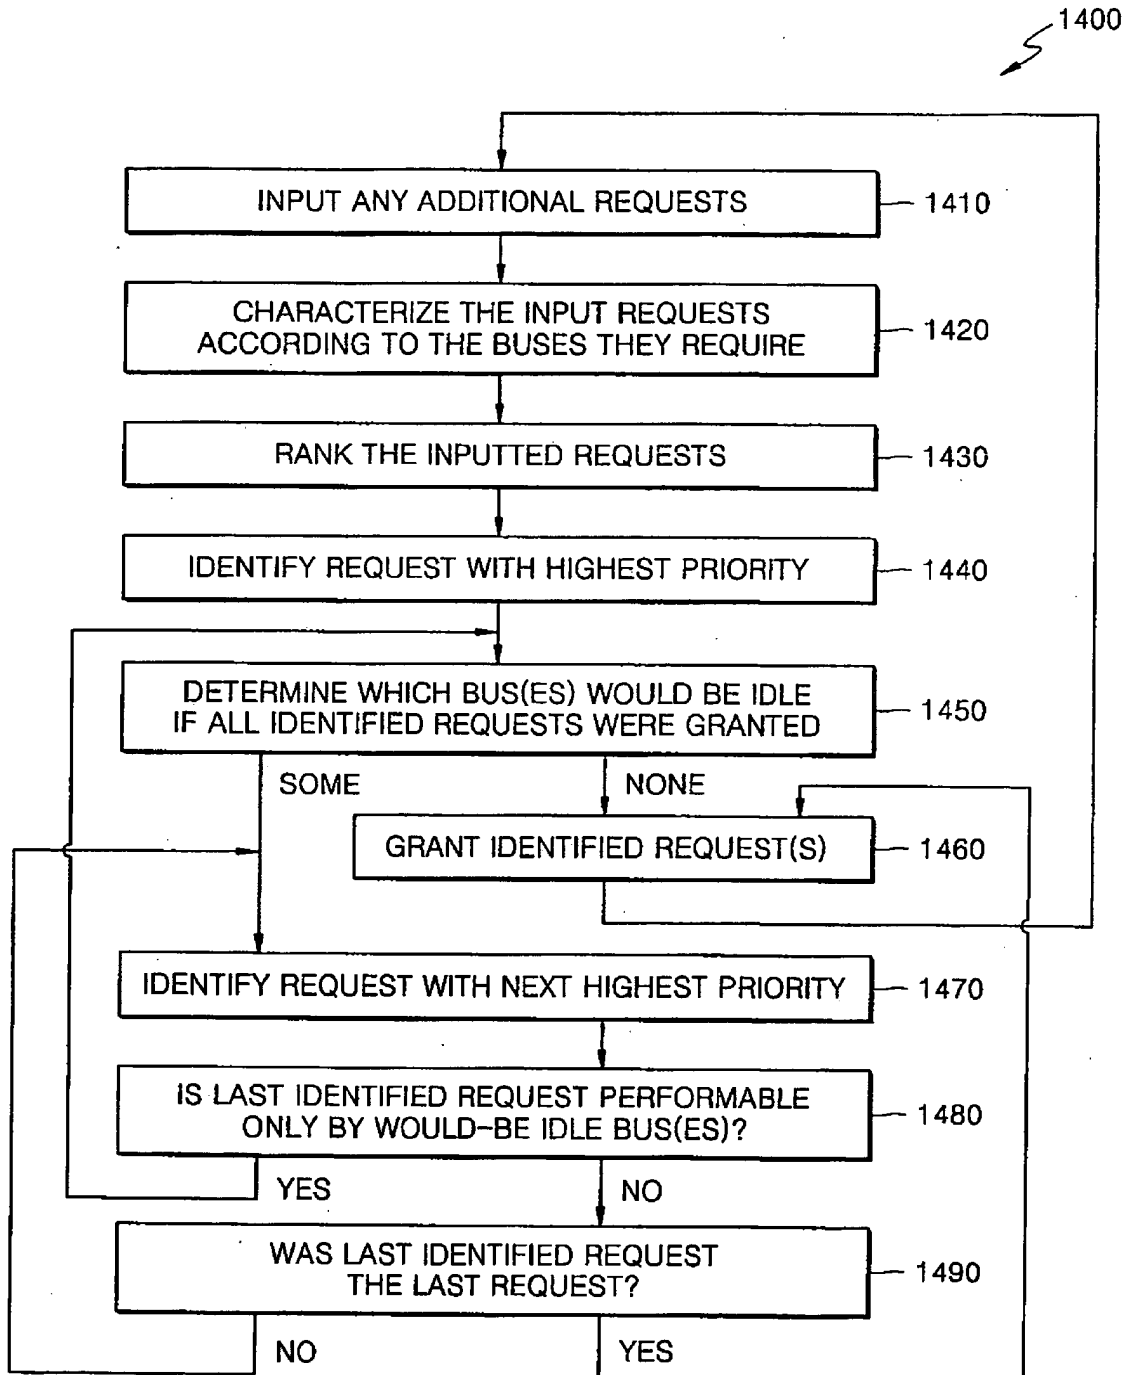 1400
INPUT ANY ADDITIONAL REQUESTS
1410
CHARACTERIZE THE INPUT REQUESTS
ACCORDING TO THE BUSES THEY REQUIRE
1420
RANK THE INPUTTED REQUESTS
1430
IDENTIFY REQUEST WITH HIGHEST PRIORITY
1440
DETERMINE WHICH BUS(ES) WOULD BE IDLE
IF ALL IDENTIFIED REQUESTS WERE GRANTED
1450
SOME
NONE
GRANT IDENTIFIED REQUEST(S)
1460
IDENTIFY REQUEST WITH NEXT HIGHEST PRIORITY
1470
IS LAST IDENTIFIED REQUEST PERFORMABLE
ONLY BY WOULD-BE IDLE BUS(ES)?
1480
YES
NO
WAS LAST IDENTIFIED REQUEST
THE LAST REQUEST?
1490
NO
YES